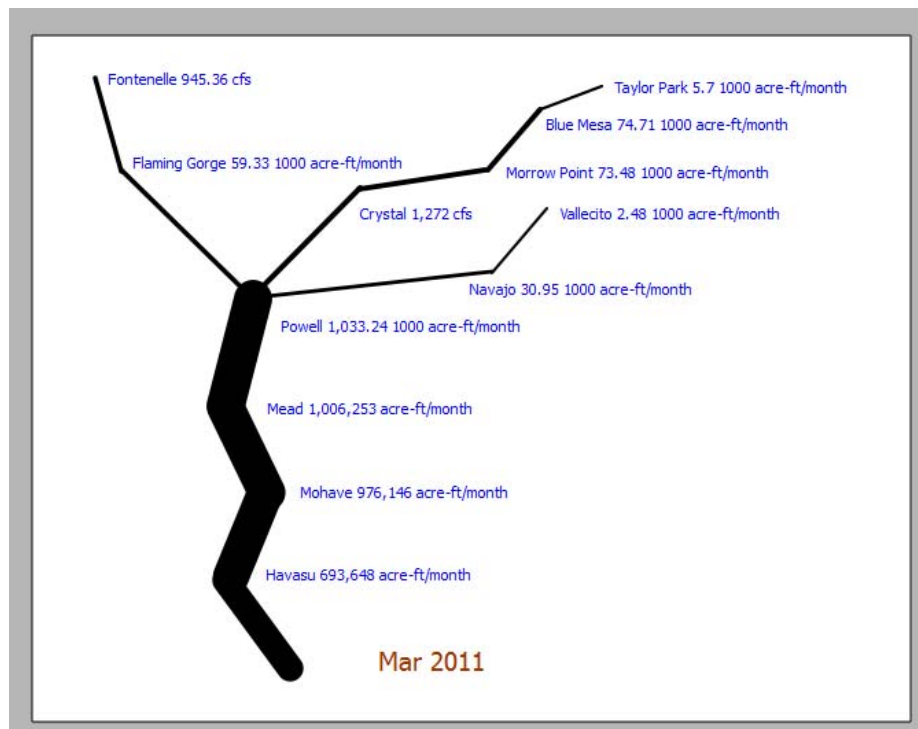 Fontenelle 945.36 cfs
Taylor Park 5.7 1000 acre-ft/month
Blue Mesa 74.71 1000 acre-ft/month
Flaming Gorge 59.33 1000 acre-ft/month
Morrow Point 73.48 1000 acre-ft/month
Crystal 1,272 cfs
Vallecito 2.48 1000 acre-ft/month
Navajo 30.95 1000 acre-ft/month
Powell 1,033.24 1000 acre-ft/month
Mead 1,006,253 acre-ft/month
Mohave 976,146 acre-ft/month
Havasu 693,648 acre-ft/month
Mar 2011